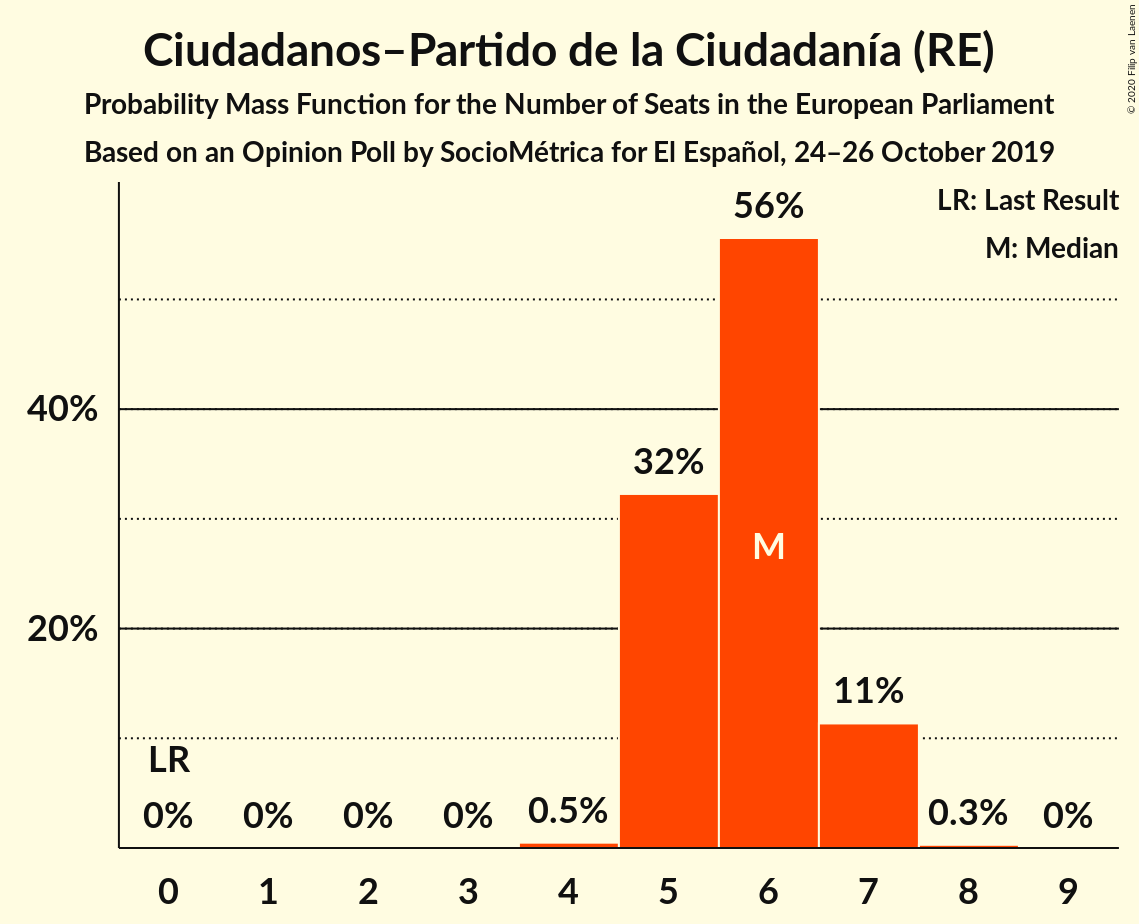 Ciudadanos–Partido de la Ciudadanía (RE)
Probability Mass Function for the Number of Seats in the European Parliament
Based on an Opinion Poll by SocioMétrica for El Español, 24–26 October 2019
© 2020 Filip van Laenen
LR: Last Result
M: Median
56%
40%
32%
M
20%
11%
LR
0% 0% 0% 0% 0.5% 0.3% 0%
0 1 2 3 4 5 6 7 8 9